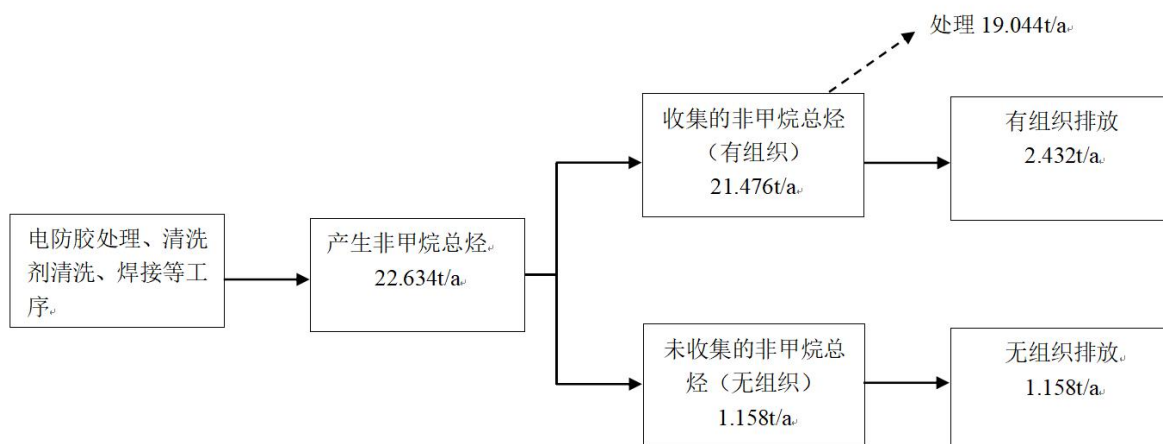 处理 19.044t/a
收集的非甲烷总烃
（有组织）
21.476t/a
有组织排放
2.432t/a
电防胶处理、清洗
剂清洗、焊接等工
序
产生非甲烷总烃
22.634t/a
未收集的非甲烷总
烃（无组织）
1.158t/a
无组织排放
1.158t/a